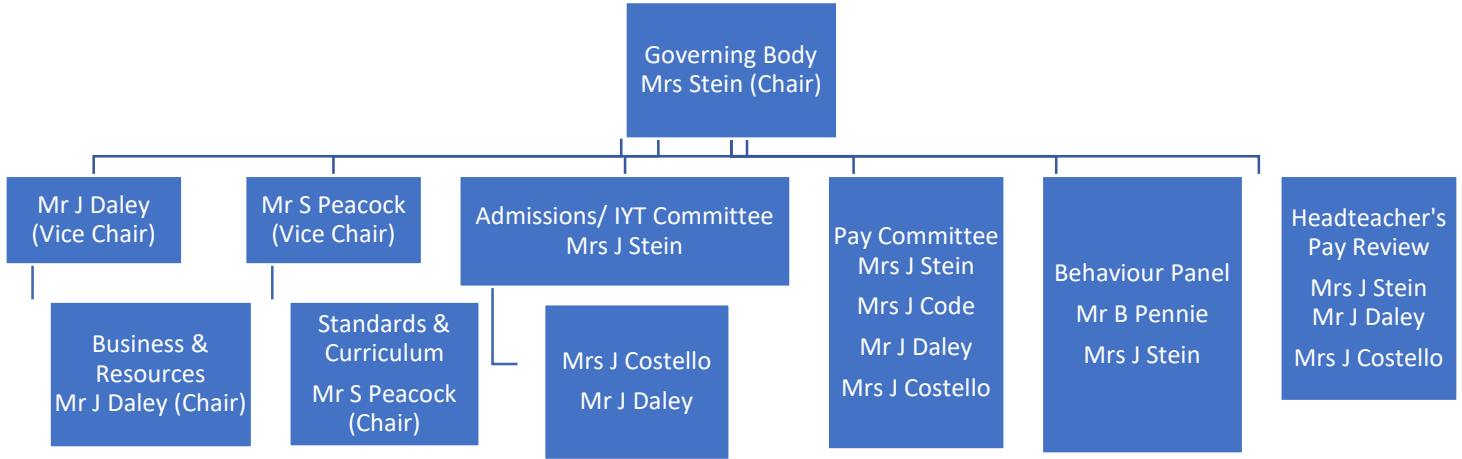 Governing Body
Mrs Stein (Chair)
Mr J Daley
(Vice Chair)
Business &
Resources
Mr J Daley (Chair)
Mr S Peacock
(Vice Chair)
Standards &
Curriculum
Mr S Peacock
(Chair)
Admissions/ IYT Committee
Mrs J Stein
Mrs J Costello
Mr J Daley
Pay Committee
Mrs J Stein
Mrs J Code
Mr J Daley
Mrs J Costello
Behaviour Panel
Mr B Pennie
Mrs J Stein
Headteacher's
Pay Review
Mrs J Stein
Mr J Daley
Mrs J Costello